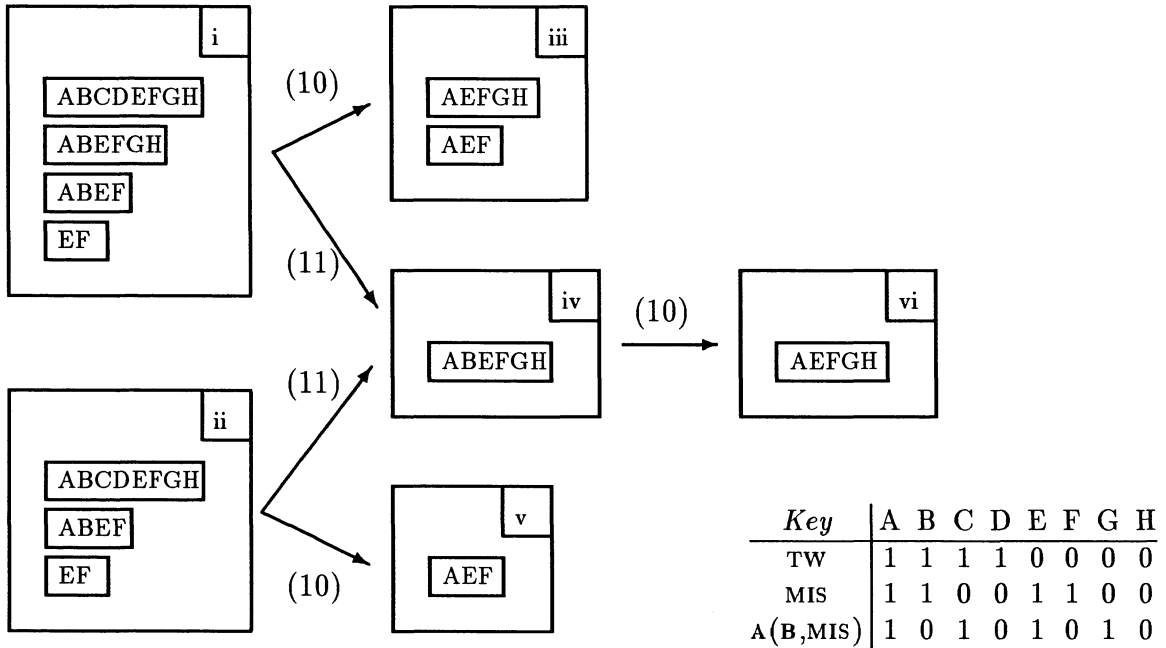 i
ABCDEFGH
ABEFGH
ABEF
EF
(10)
(11)
iii
AEFGH
AEF
iv
ABEFGH
(10)
vi
AEFGH
ii
ABCDEFGH
ABEF
EF
(11)
(10)
v
AEF
Key A B C D E F G H
TW 1 1 1 1 0 0 0 0
MIS 1 1 0 0 1 1 0 0
A(B,MIS) 1 0 1 0 1 0 1 0